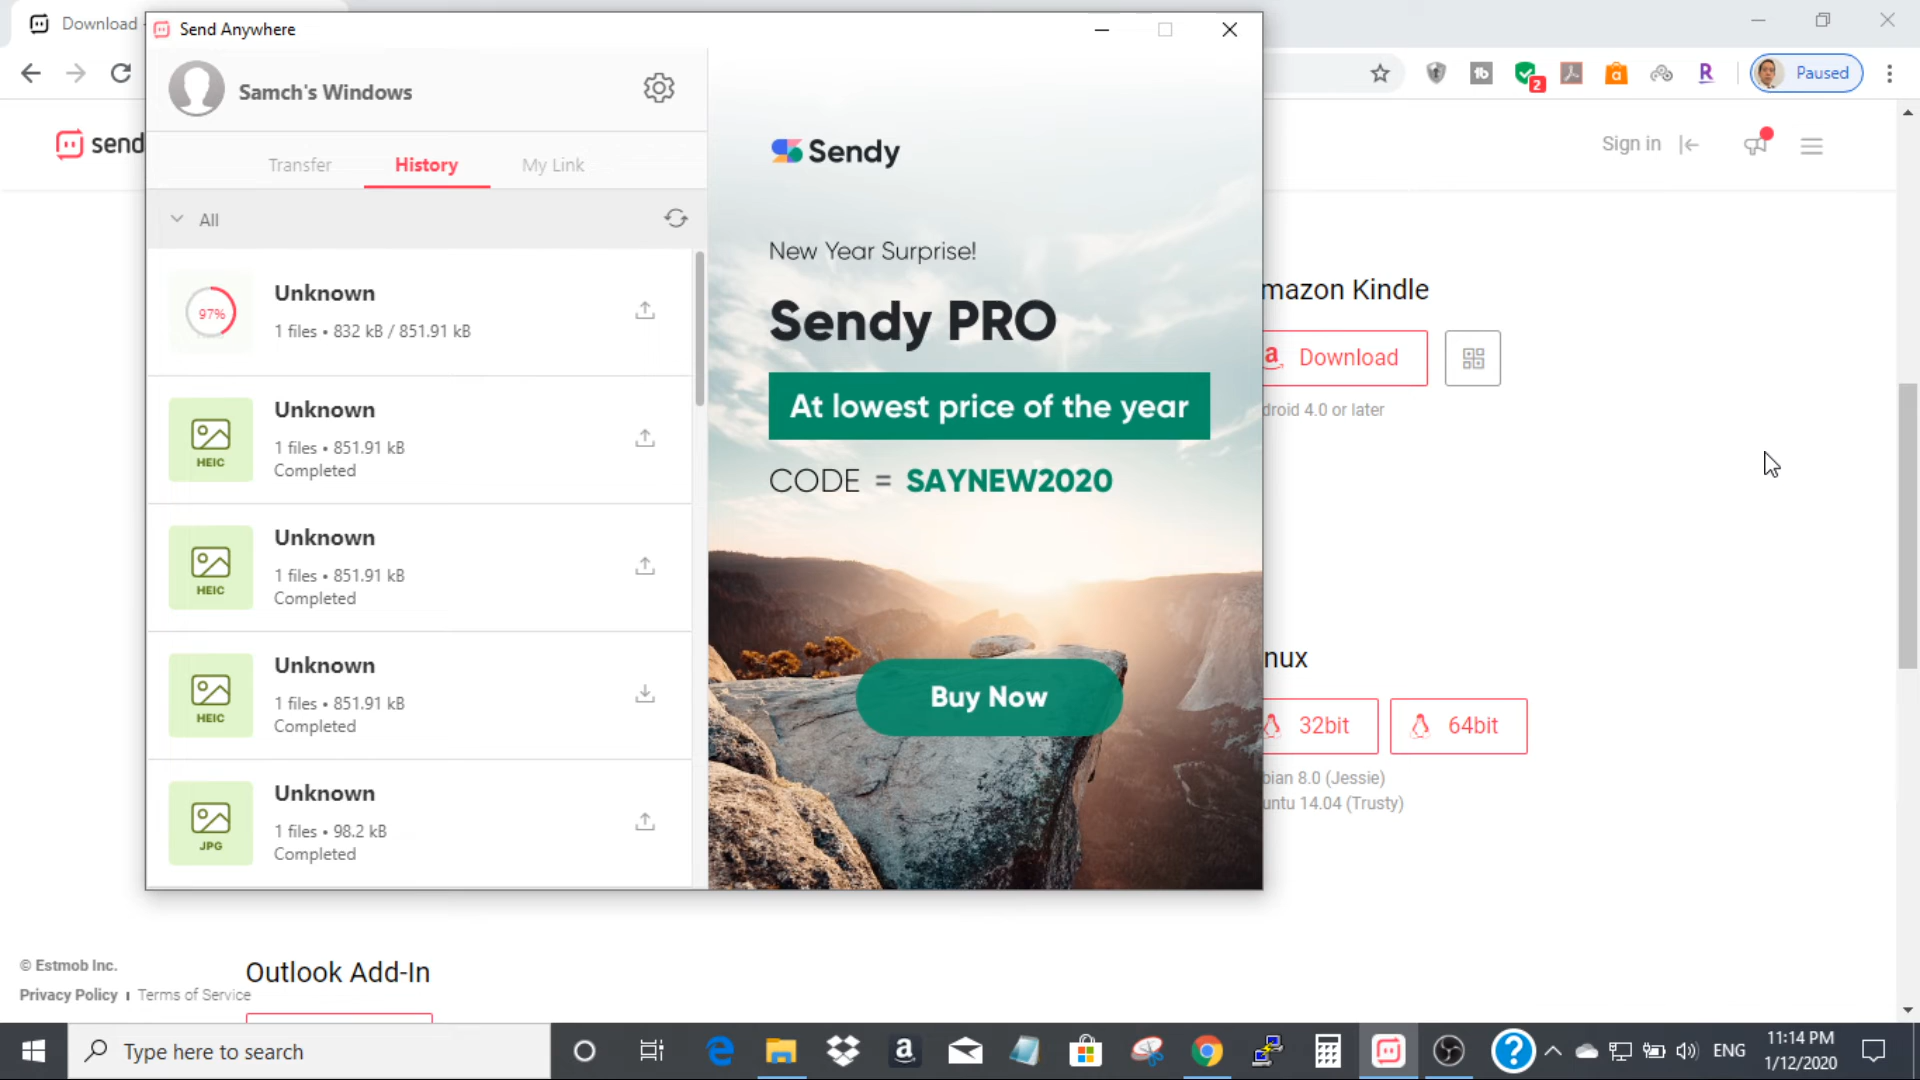 Download
Send Anywhere
Paused
Samch's Windows
send
Sign in
Transfer
History
My Link
All
97%
Unknown
1 files • 832 kB / 851.91 kB
HEIC
Unknown
1 files • 851.91 kB
Completed
HEIC
Unknown
1 files • 851.91 kB
Completed
HEIC
Unknown
1 files • 851.91 kB
Completed
JPG
Unknown
1 files • 98.2 kB
Completed
Sendy
New Year Surprise!
Sendy PRO
At lowest price of the year
CODE = SAYNEW2020
Buy Now
mazon Kindle
Download
droid 4.0 or later
nux
32bit
64bit
bian 8.0 (Jessie)
untu 14.04 (Trusty)
© Estmob Inc.
Privacy Policy
Terms of Service
Outlook Add-In
Type here to search
ENG
11:14 PM
1/12/2020